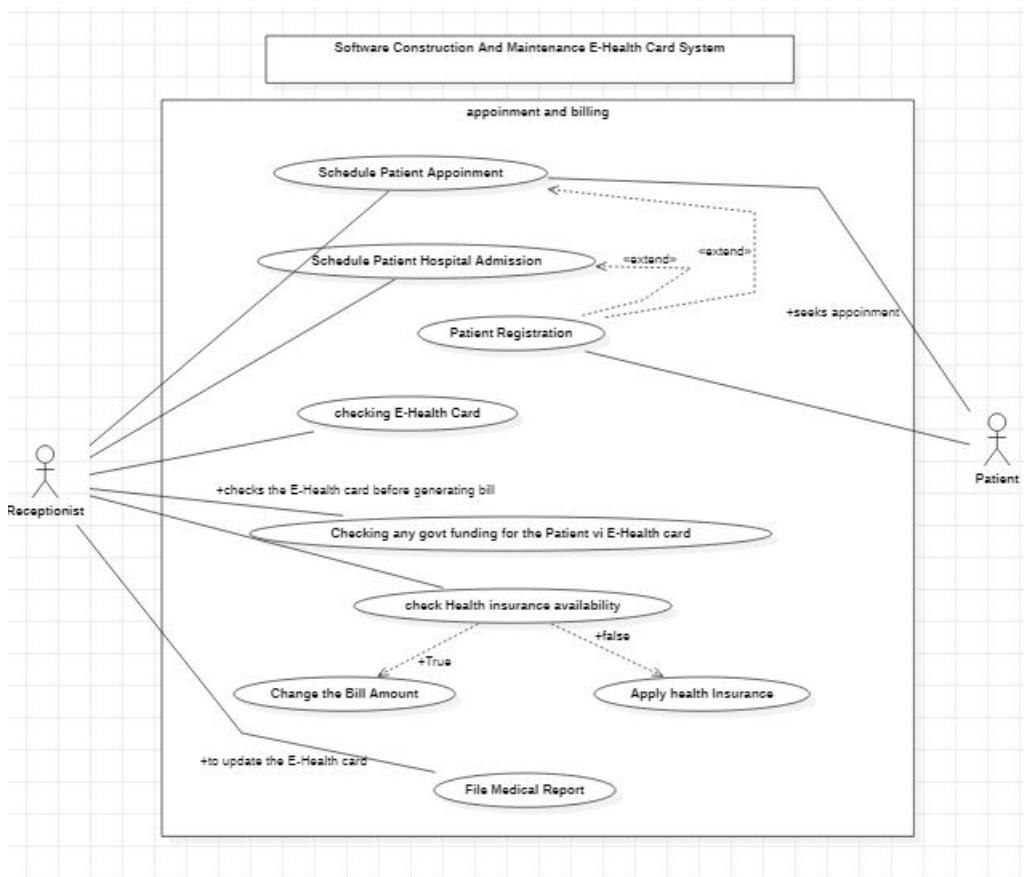 Software Construction And Maintenance E-Health Card System
appoinment and billing
Schedule Patient Appoinment
Schedule Patient Hospital Admission
«extend»
«extend»
Patient Registration
+seeks appoinment
checking E-Health Card
Receptionist
Patient
+checks the E-Health card before generating bill
Checking any govt funding for the Patient vi E-Health card
check Health insurance availability
+True
+false
Change the Bill Amount
Apply health Insurance
+to update the E-Health card
File Medical Report